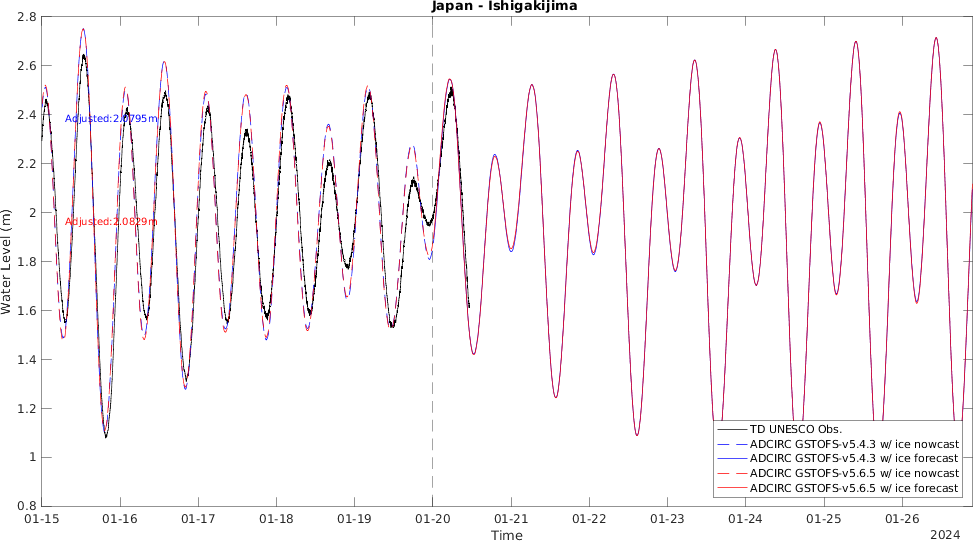 Japan - Ishigakijima
Water Level (m)
2.8
2.6
2.4
2.2
2
1.8
1.6
1.4
1.2
1
0.8
Adjusted:2.0795m
Adjusted:2.0829m
TD UNESCO Obs.
ADCIRC GSTOFS-v5.4.3 w/ ice nowcast
ADCIRC GSTOFS-v5.4.3 w/ ice forecast
ADCIRC GSTOFS-v5.6.5 w/ ice nowcast
ADCIRC GSTOFS-v5.6.5 w/ ice forecast
01-15 01-16 01-17 01-18 01-19 01-20 01-21 01-22 01-23 01-24 01-25 01-26
Time
2024